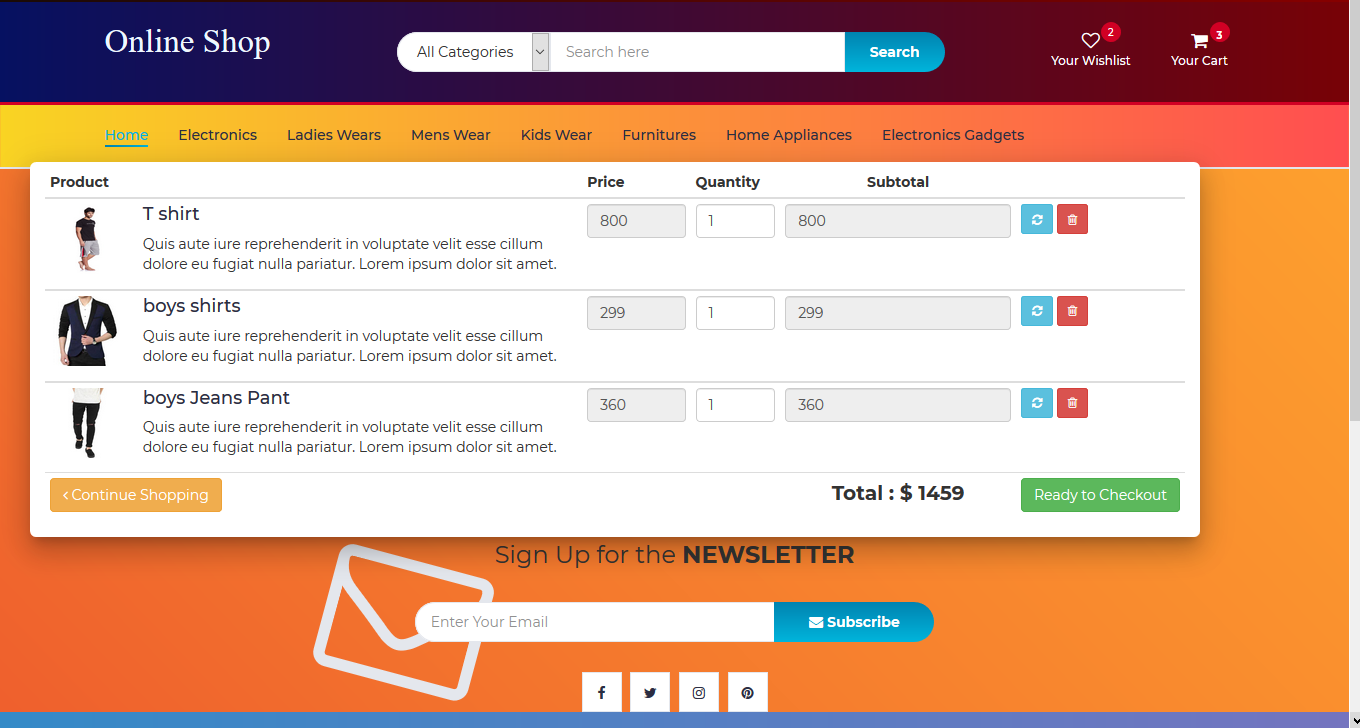 Online Shop
All Categories
Search here
Search
2
Your Wishlist
3
Your Cart
Home Electronics Ladies Wears Mens Wear Kids Wear Furnitures Home Appliances Electronics Gadgets
Product Price Quantity Subtotal
T shirt
800 1 800
Quis aute iure reprehenderit in voluptate velit esse cillum
dolore eu fugiat nulla pariatur. Lorem ipsum dolor sit amet.
boys shirts
299 1 299
Quis aute iure reprehenderit in voluptate velit esse cillum
dolore eu fugiat nulla pariatur. Lorem ipsum dolor sit amet.
boys Jeans Pant
360 1 360
Quis aute iure reprehenderit in voluptate velit esse cillum
dolore eu fugiat nulla pariatur. Lorem ipsum dolor sit amet.
Continue Shopping
Total : $ 1459
Ready to Checkout
Sign Up for the NEWSLETTER
Enter Your Email
Subscribe